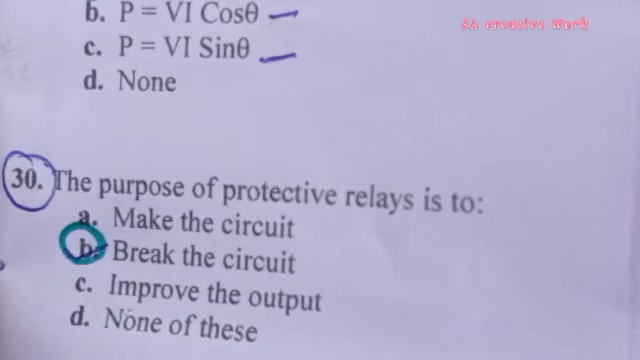 b. P = VI Cosθ
SA creative Work
c. P = VI Sinθ
d. None
30. The purpose of protective relays is to:
a. Make the circuit
b. Break the circuit
c. Improve the output
d. None of these